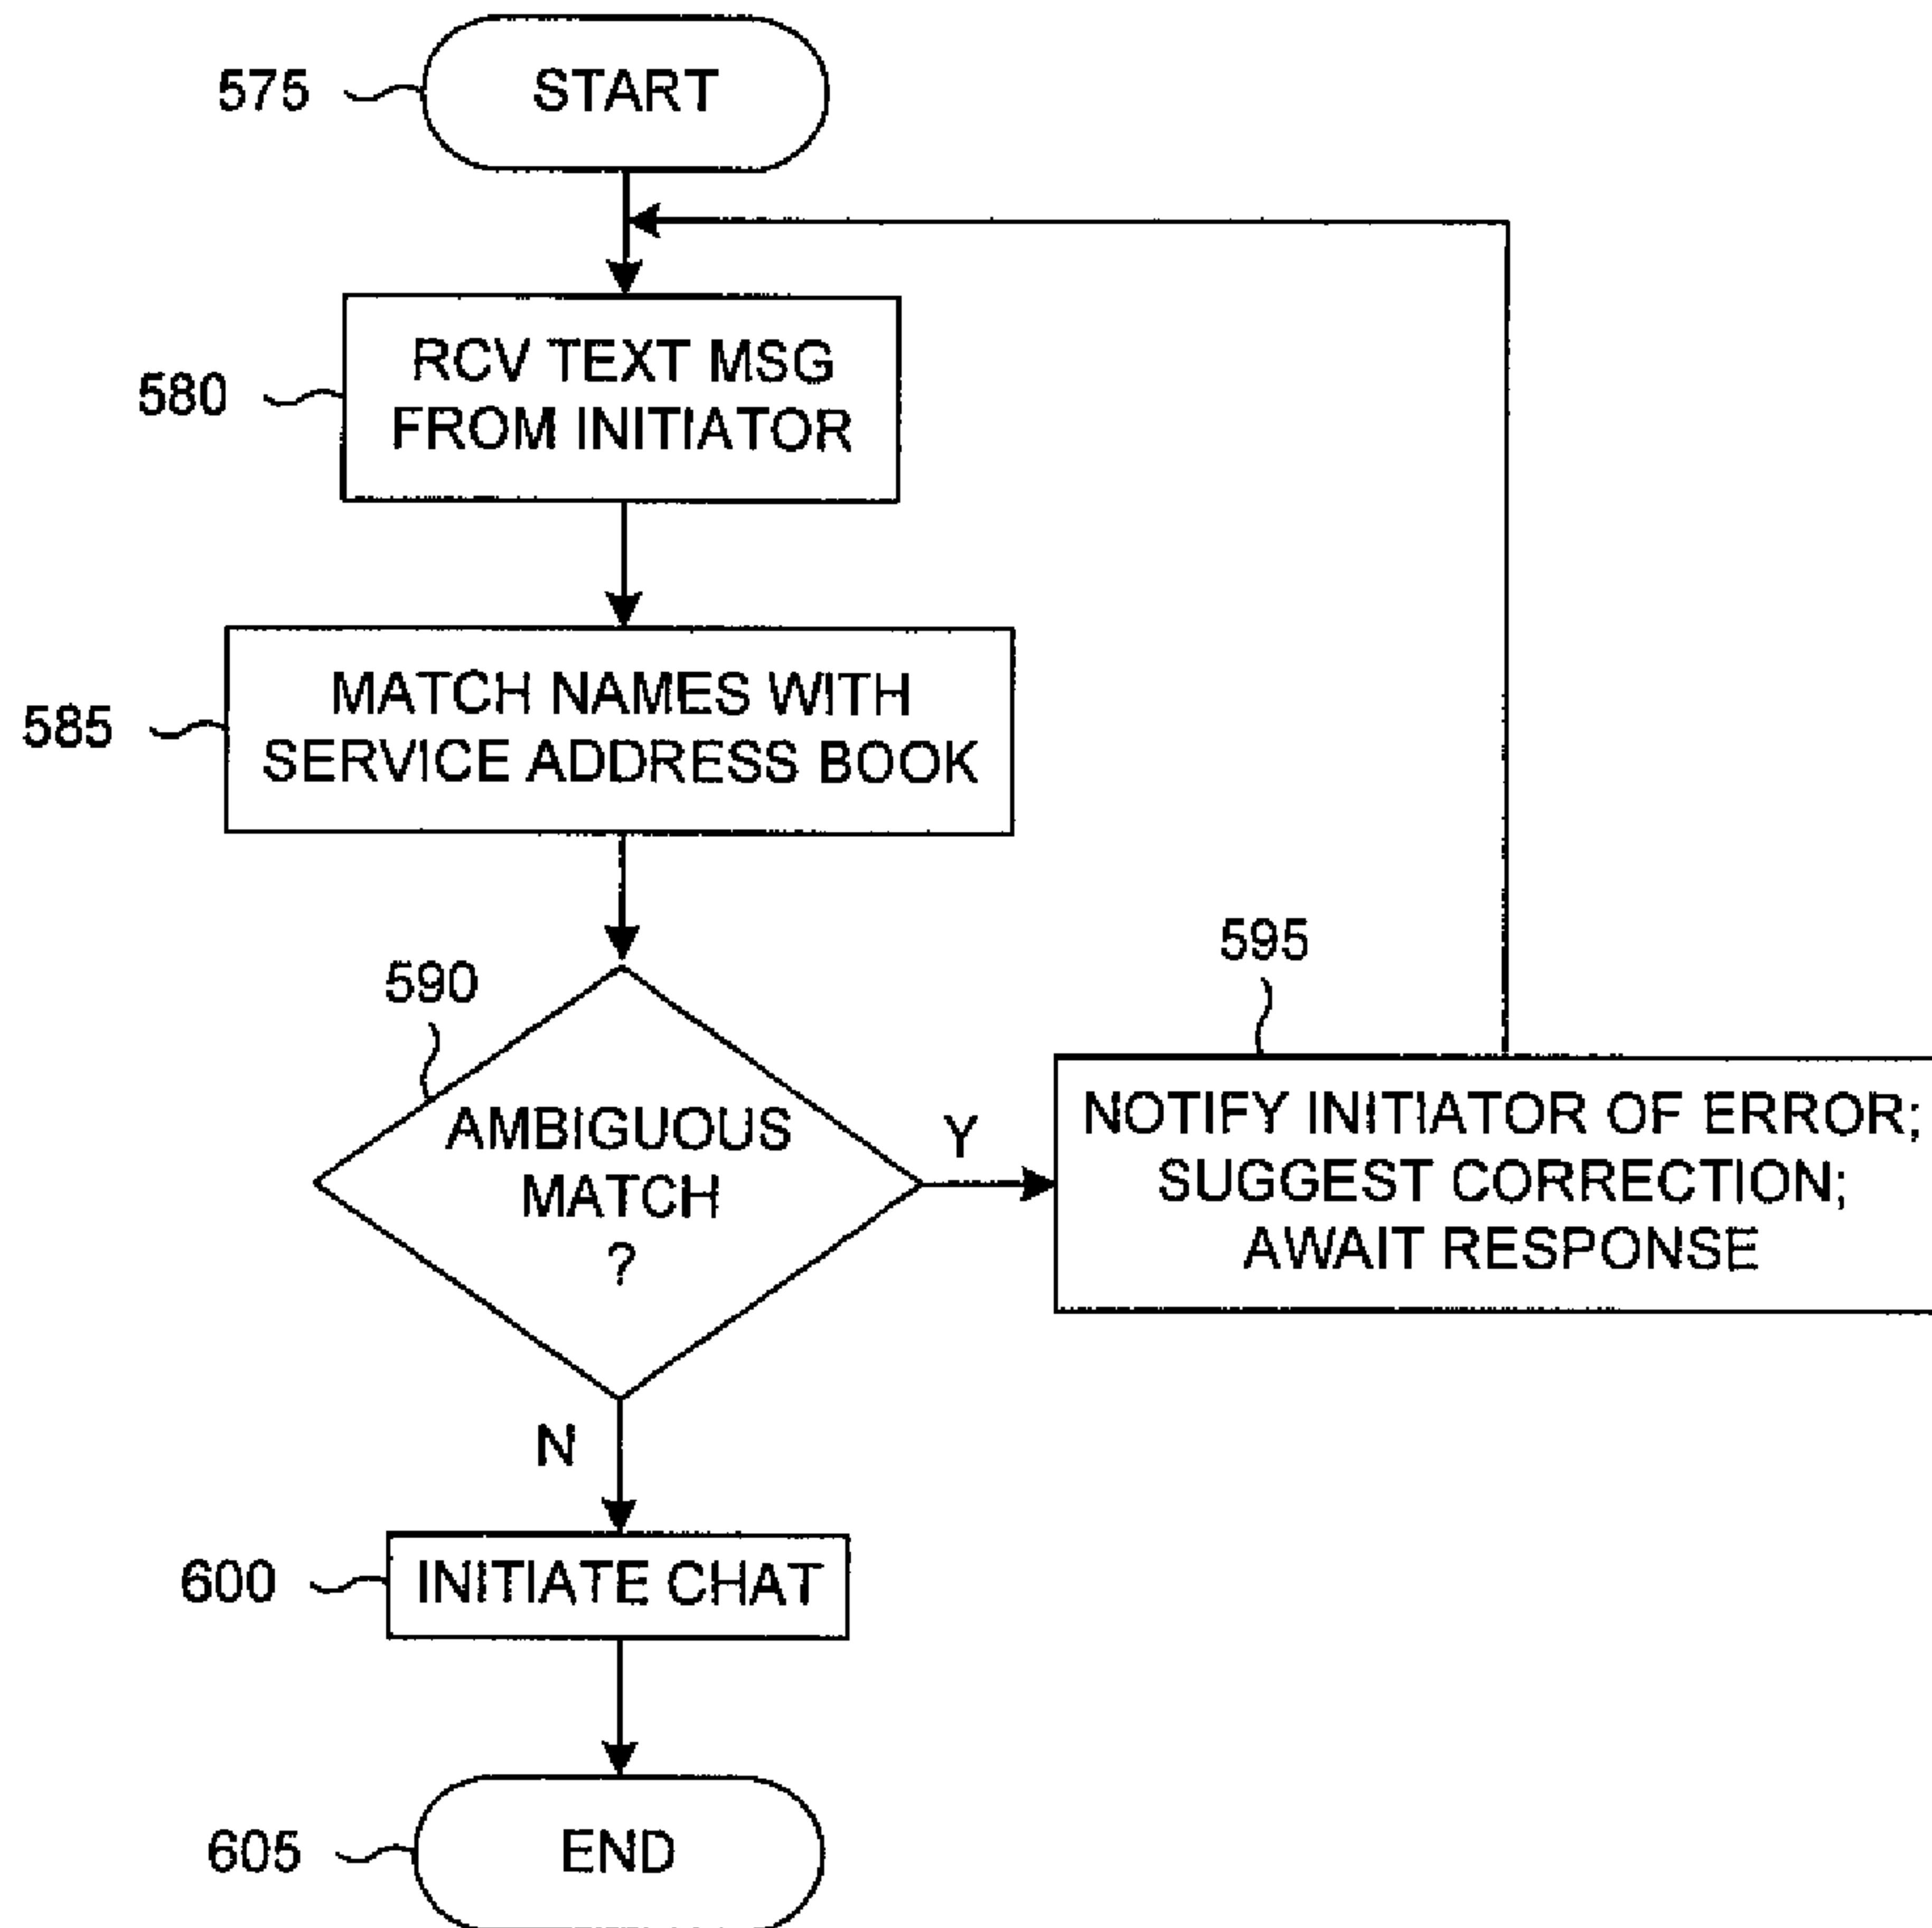 575
START
580
RCV TEXT MSG
FROM INITIATOR
585
MATCH NAMES WITH
SERVICE ADDRESS BOOK
590
AMBIGUOUS
MATCH
?
Y
595
NOTIFY INITIATOR OF ERROR;
SUGGEST CORRECTION;
AWAIT RESPONSE
N
600
INITIATE CHAT
605
END